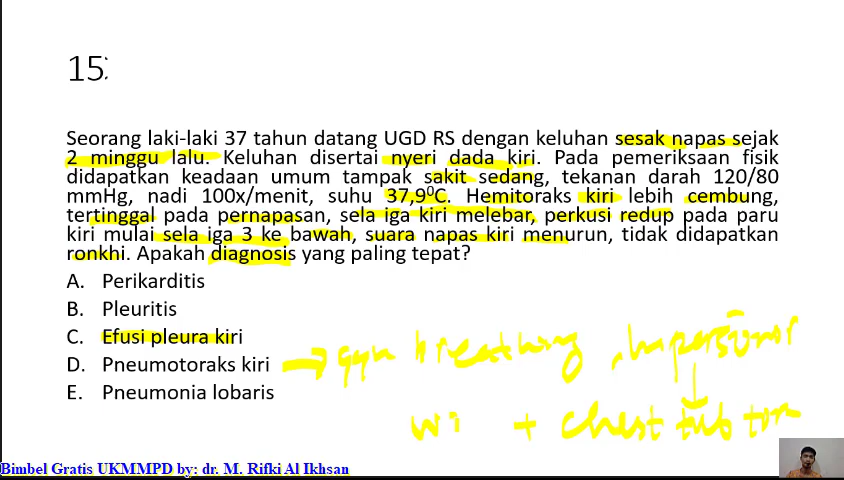 15
Seorang laki-laki 37 tahun datang UGD RS dengan keluhan sesak napas sejak
2 minggu lalu. Keluhan disertai nyeri dada kiri. Pada pemeriksaan fisik
didapatkan keadaan umum tampak sakit sedang, tekanan darah 120/80
mmHg, nadi 100x/menit, suhu 37,9⁰C. Hemitoraks kiri lebih cembung,
tertinggal pada pernapasan, sela iga kiri melebar, perkusi redup pada paru
kiri mulai sela iga 3 ke bawah, suara napas kiri menurun, tidak didapatkan
ronkhi. Apakah diagnosis yang paling tepat?
A. Perikarditis
B. Pleuritis
C. Efusi pleura kiri
D. Pneumotoraks kiri
E. Pneumonia lobaris
breathing
+ chest tub
Bimbel Gratis UKMMPD by: dr. M. Rifki Al Ikhsan